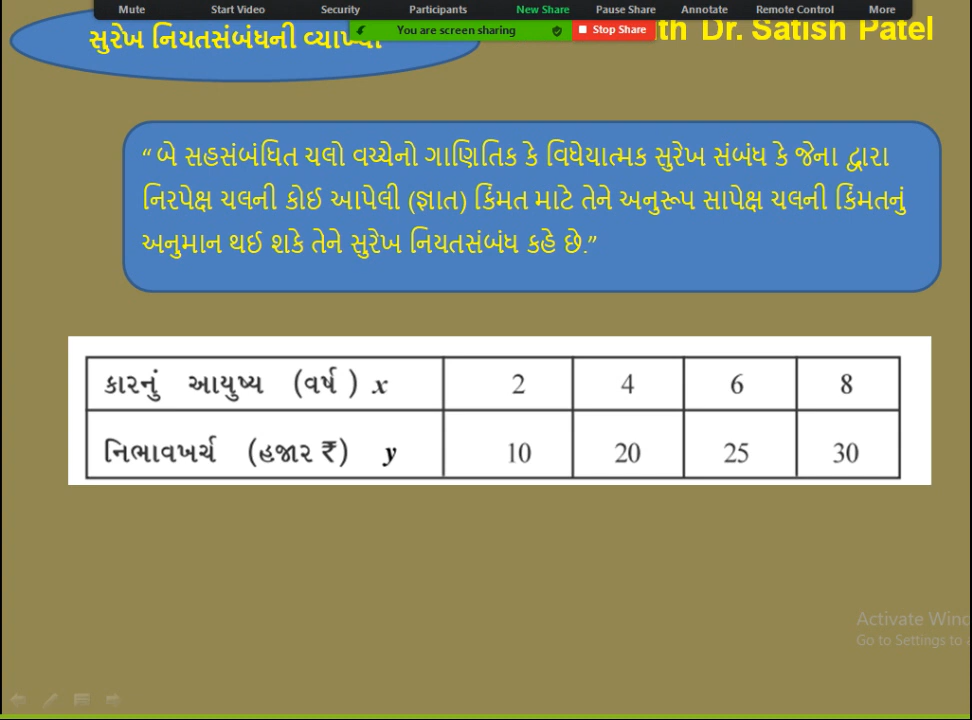 Mute Start Video Security Participants New Share Pause Share Annotate Remote Control More
You are screen sharing Stop Share
સુરેખ નિયતસંબંધની વ્યાખ્યા
Dr. Satish Patel
“ બે સહસંબંધિત ચલો વચ્ચેનો ગાણિતિક કે વિધેયાત્મક સુરેખ સંબંધ કે જેના દ્વારા
નિરપેક્ષ ચલની કોઈ આપેલી (જ્ઞાત) કિંમત માટે તેને અનુરૂપ સાપેક્ષ ચલની કિંમતનું
અનુમાન થઈ શકે તેને સુરેખ નિયતસંબંધ કહે છે.”
કારનું આયુષ્ય (વર્ષ ) x 2 4 6 8
નિભાવખર્ચ (હજાર ₹) y 10 20 25 30
Activate
Go to Settings to